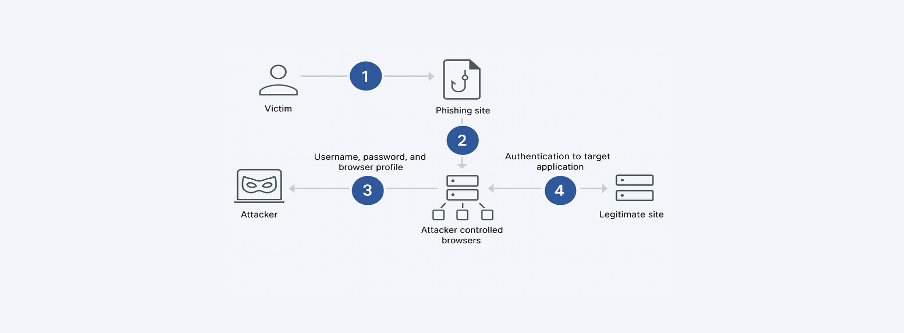 1
Victim
Phishing site
2
Username, password, and
browser profile
Authentication to target
application
3
4
Attacker
Attacker controlled
browsers
Legitimate site